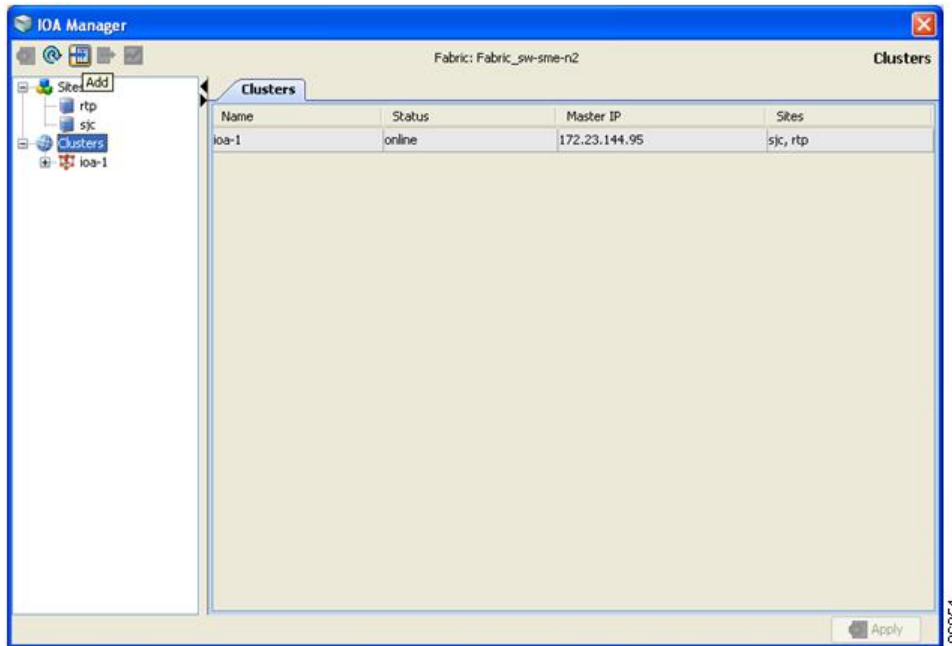 IOA Manager
Fabric: Fabric_sw-sme-n2
Clusters
Add
Sites
rtp
sjc
Clusters
ioa-1
Clusters
Name Status Master IP Sites
ioa-1 online 172.23.144.95 sjc, rtp
Apply